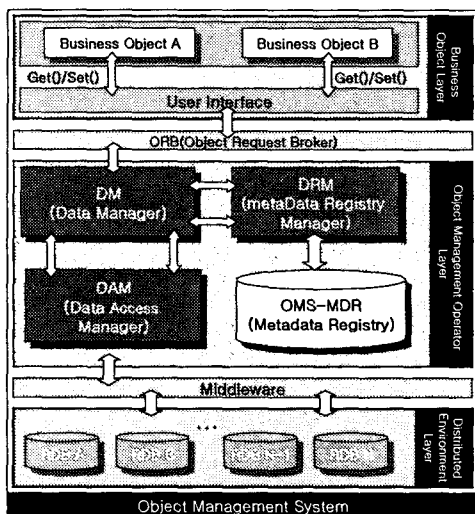 Business Object A
Business Object B
Get()/Set()
Get()/Set()
User Interface
Business
Object Layer
ORB(Object Request Broker)
DM
(Data Manager)
DRM
(metaData Registry
Manager)
OAM
(Data Access
Manager)
OMS-MDR
(Metadata Registry)
Object Management Operator
Layer
Middleware
...
Distributed
Environment
Layer
Object Management System